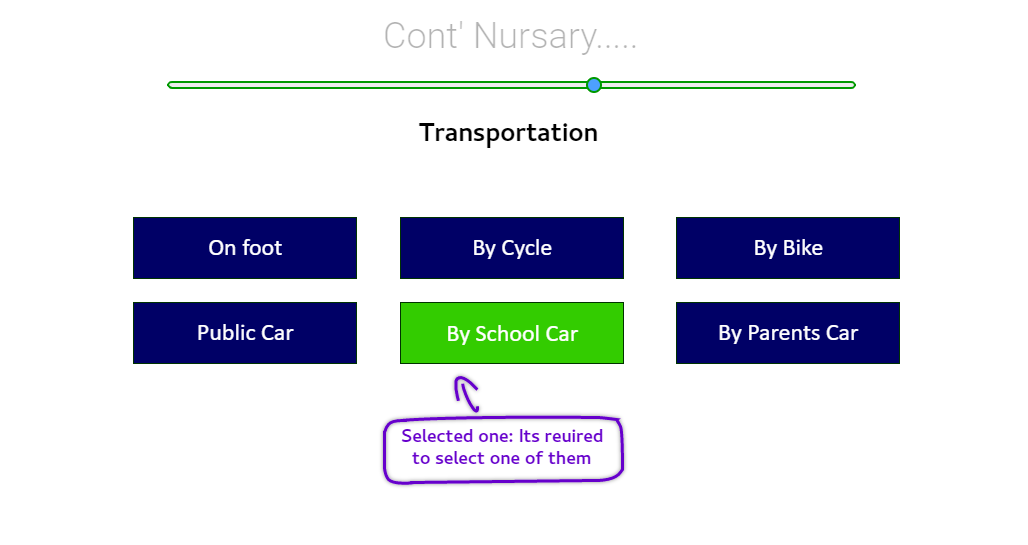 Cont' Nursary.....
Transportation
On foot
By Cycle
By Bike
Public Car
By School Car
By Parents Car
Selected one: Its reuired
to select one of them